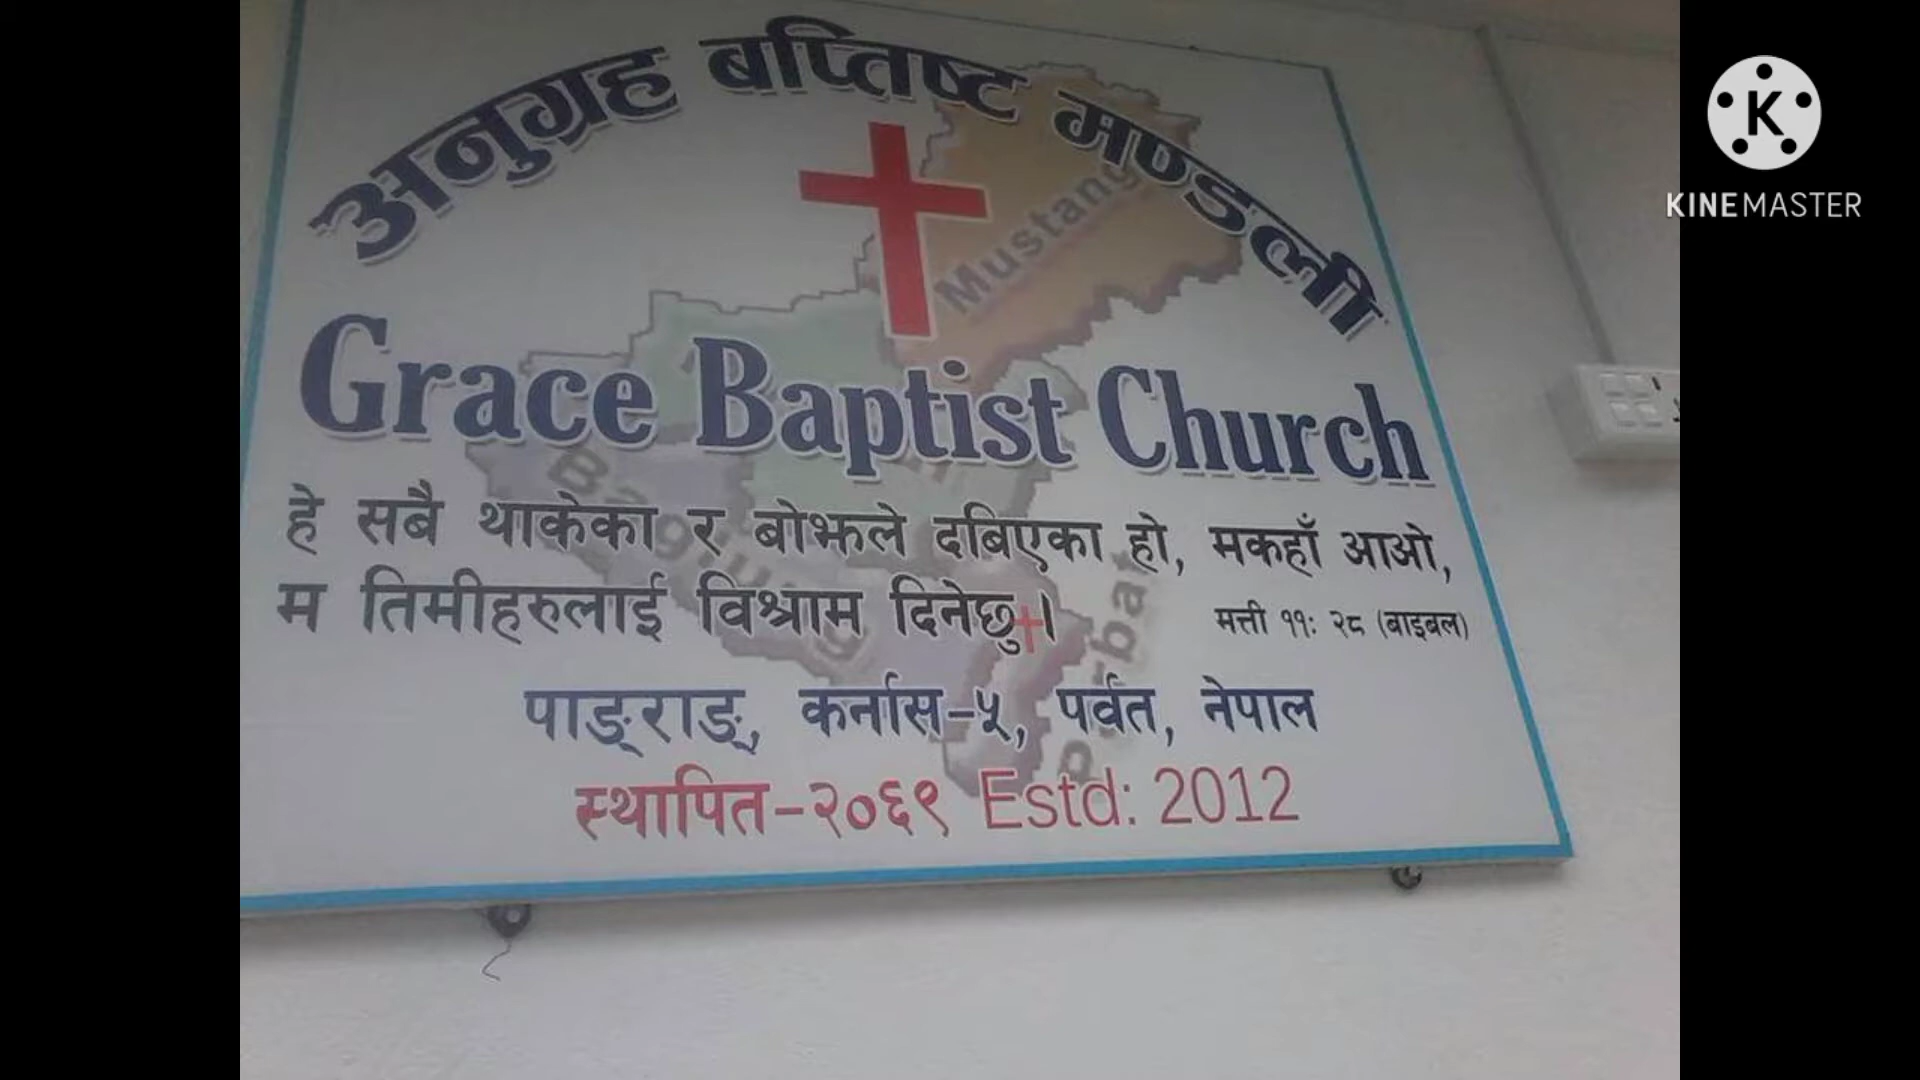 अनुग्रह बप्तिष्ट मण्डली
Mustang
Grace Baptist Church
हे सबै थाकेका र बोझले दबिएका हो, मकहाँ आओ,
म तिमीहरुलाई विश्राम दिनेछु।
मत्ती ११: २८ (बाइबल)
पाङ्राङ्, कर्नास-५, पर्वत, नेपाल
स्थापित-२०६९ Estd: 2012
KINEMASTER